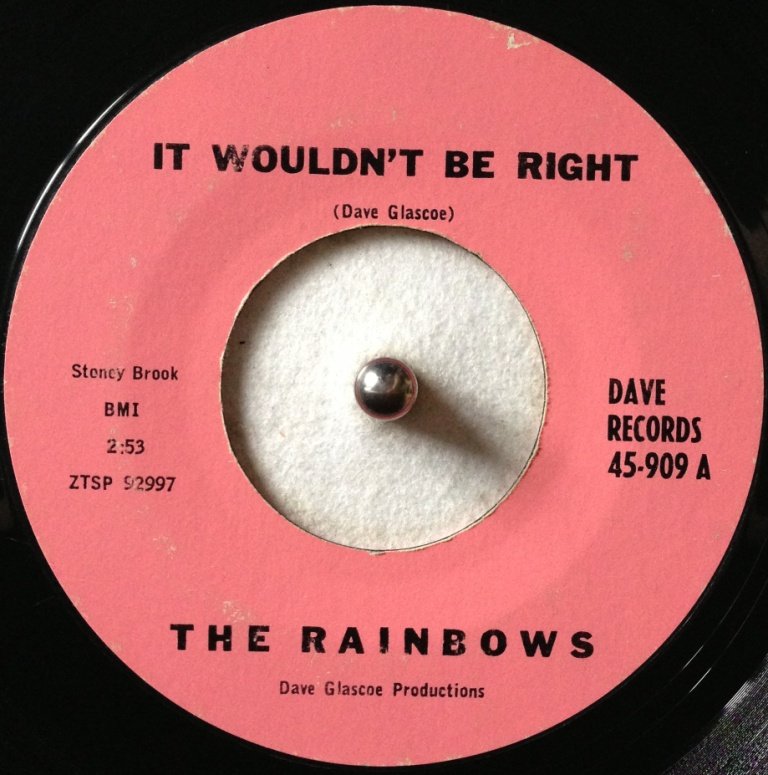 IT WOULDN'T BE RIGHT
(Dave Glascoe)
Stoney Brook
BMI
2:53
ZTSP 92997
DAVE
RECORDS
45-909 A
THE RAINBOWS
Dave Glascoe Productions